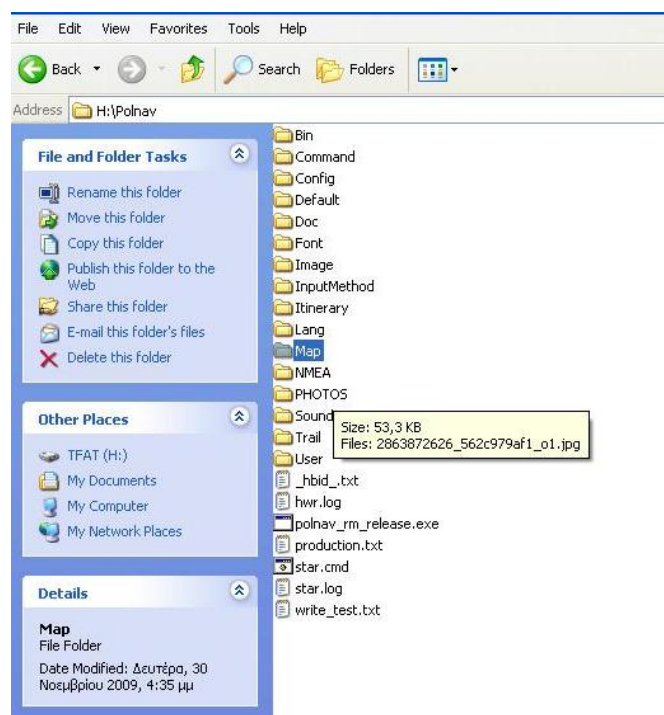 File Edit View Favorites Tools Help
Back Search Folders
Address H:\Polnav
File and Folder Tasks
Rename this folder
Move this folder
Copy this folder
Publish this folder to the
Web
Share this folder
E-mail this folder's files
Delete this folder
Other Places
TFAT (H:)
My Documents
My Computer
My Network Places
Details
Map
File Folder
Date Modified: Δευτέρα, 30
Νοεμβρίου 2009, 4:35 μμ
Bin
Command
Config
Default
Doc
Font
Image
InputMethod
Itinerary
Lang
Map
NMEA
PHOTOS
Sound
Trail
User
_hbid_.txt
hwr.log
polnav_rm_release.exe
production.txt
star.cmd
star.log
write_test.txt
Size: 53,3 KB
Files: 2863872626_562c979af1_o1.jpg